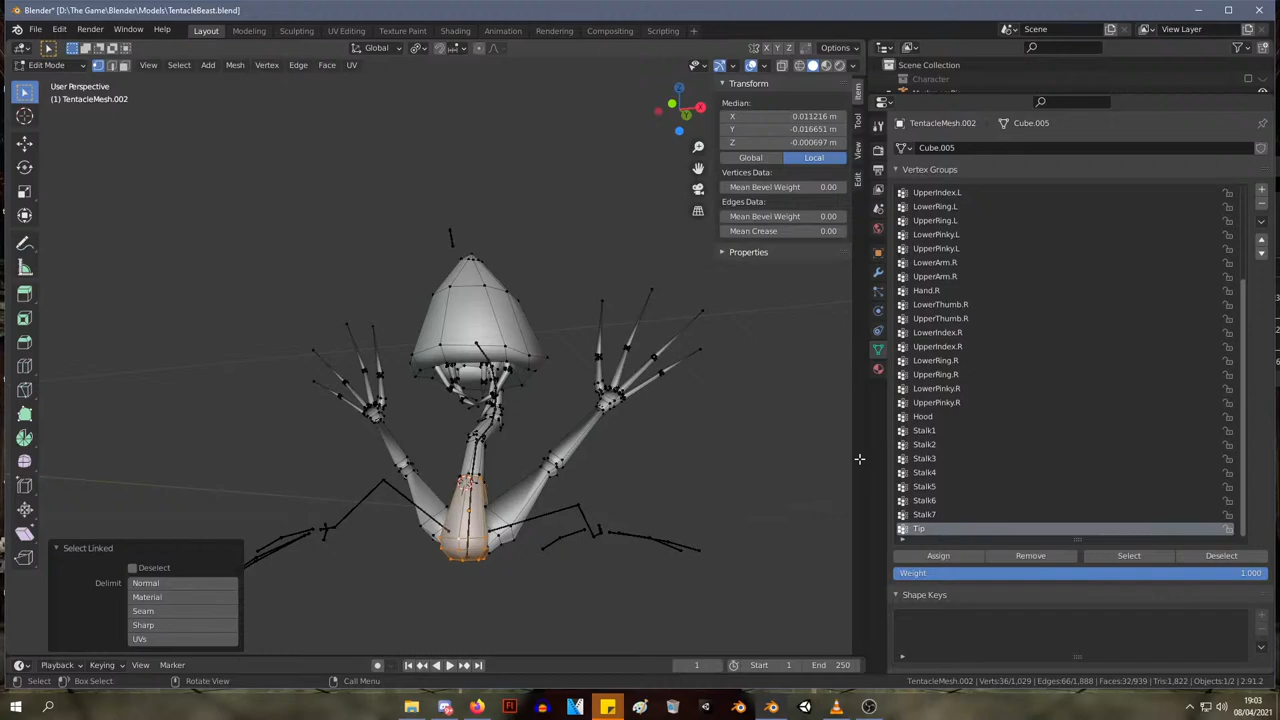 Blender* [D:\The Game\Blender\Models\TentacleBeast.blend]
File Edit Render Window Help Layout Modeling Sculpting UV Editing Texture Paint Shading Animation Rendering Compositing Scripting + Scene View Layer
Global Options
Scene Collection
Edit Mode View Select Add Mesh Vertex Edge Face UV
Character
User Perspective
(1) TentacleMesh.002
Transform
Median:
X 0.011216 m
Y -0.016651 m
Z -0.000697 m
Global Local
Vertices Data:
Mean Bevel Weight 0.00
Edges Data:
Mean Bevel Weight 0.00
Mean Crease 0.00
Properties
Item
Tool
View
Edit
X Y Z
TentacleMesh.002 Cube.005
Cube.005
Vertex Groups
UpperIndex.L
LowerRing.L
UpperRing.L
LowerPinky.L
UpperPinky.L
LowerArm.R
UpperArm.R
Hand.R
LowerThumb.R
UpperThumb.R
LowerIndex.R
UpperIndex.R
LowerRing.R
UpperRing.R
LowerPinky.R
UpperPinky.R
Hood
Stalk1
Stalk2
Stalk3
Stalk4
Stalk5
Stalk6
Stalk7
Tip
Assign Remove Select Deselect
Weight 1.000
Shape Keys
Select Linked
Deselect
Delimit Normal
Material
Seam
Sharp
UVs
Playback Keying View Marker 1 Start 1 End 250
Select Box Select Rotate View Call Menu TentacleMesh.002 | Verts:36/1,029 | Edges:66/1,888 | Faces:32/939 | Tris:1,822 | Objects:1/2 | 2.91.2
19:03
08/04/2021